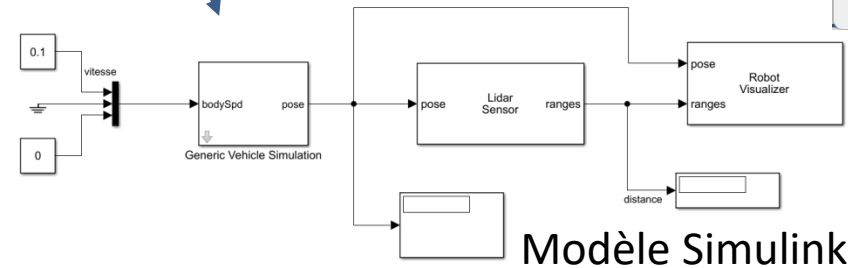 0.1
vitesse
0
bodySpd
pose
Generic Vehicle Simulation
pose
Lidar
Sensor
ranges
pose
ranges
Robot
Visualizer
distance
Modèle Simulink